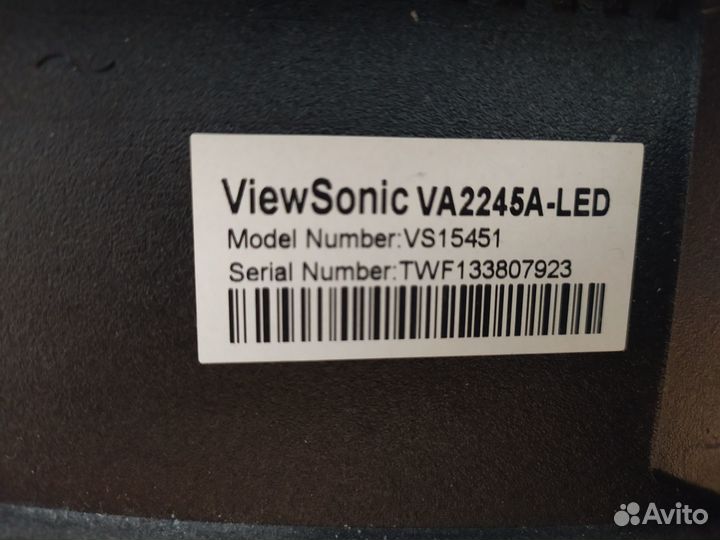 ViewSonic VA2245A-LED
Model Number:VS15451
Serial Number:TWF133807923
Avito